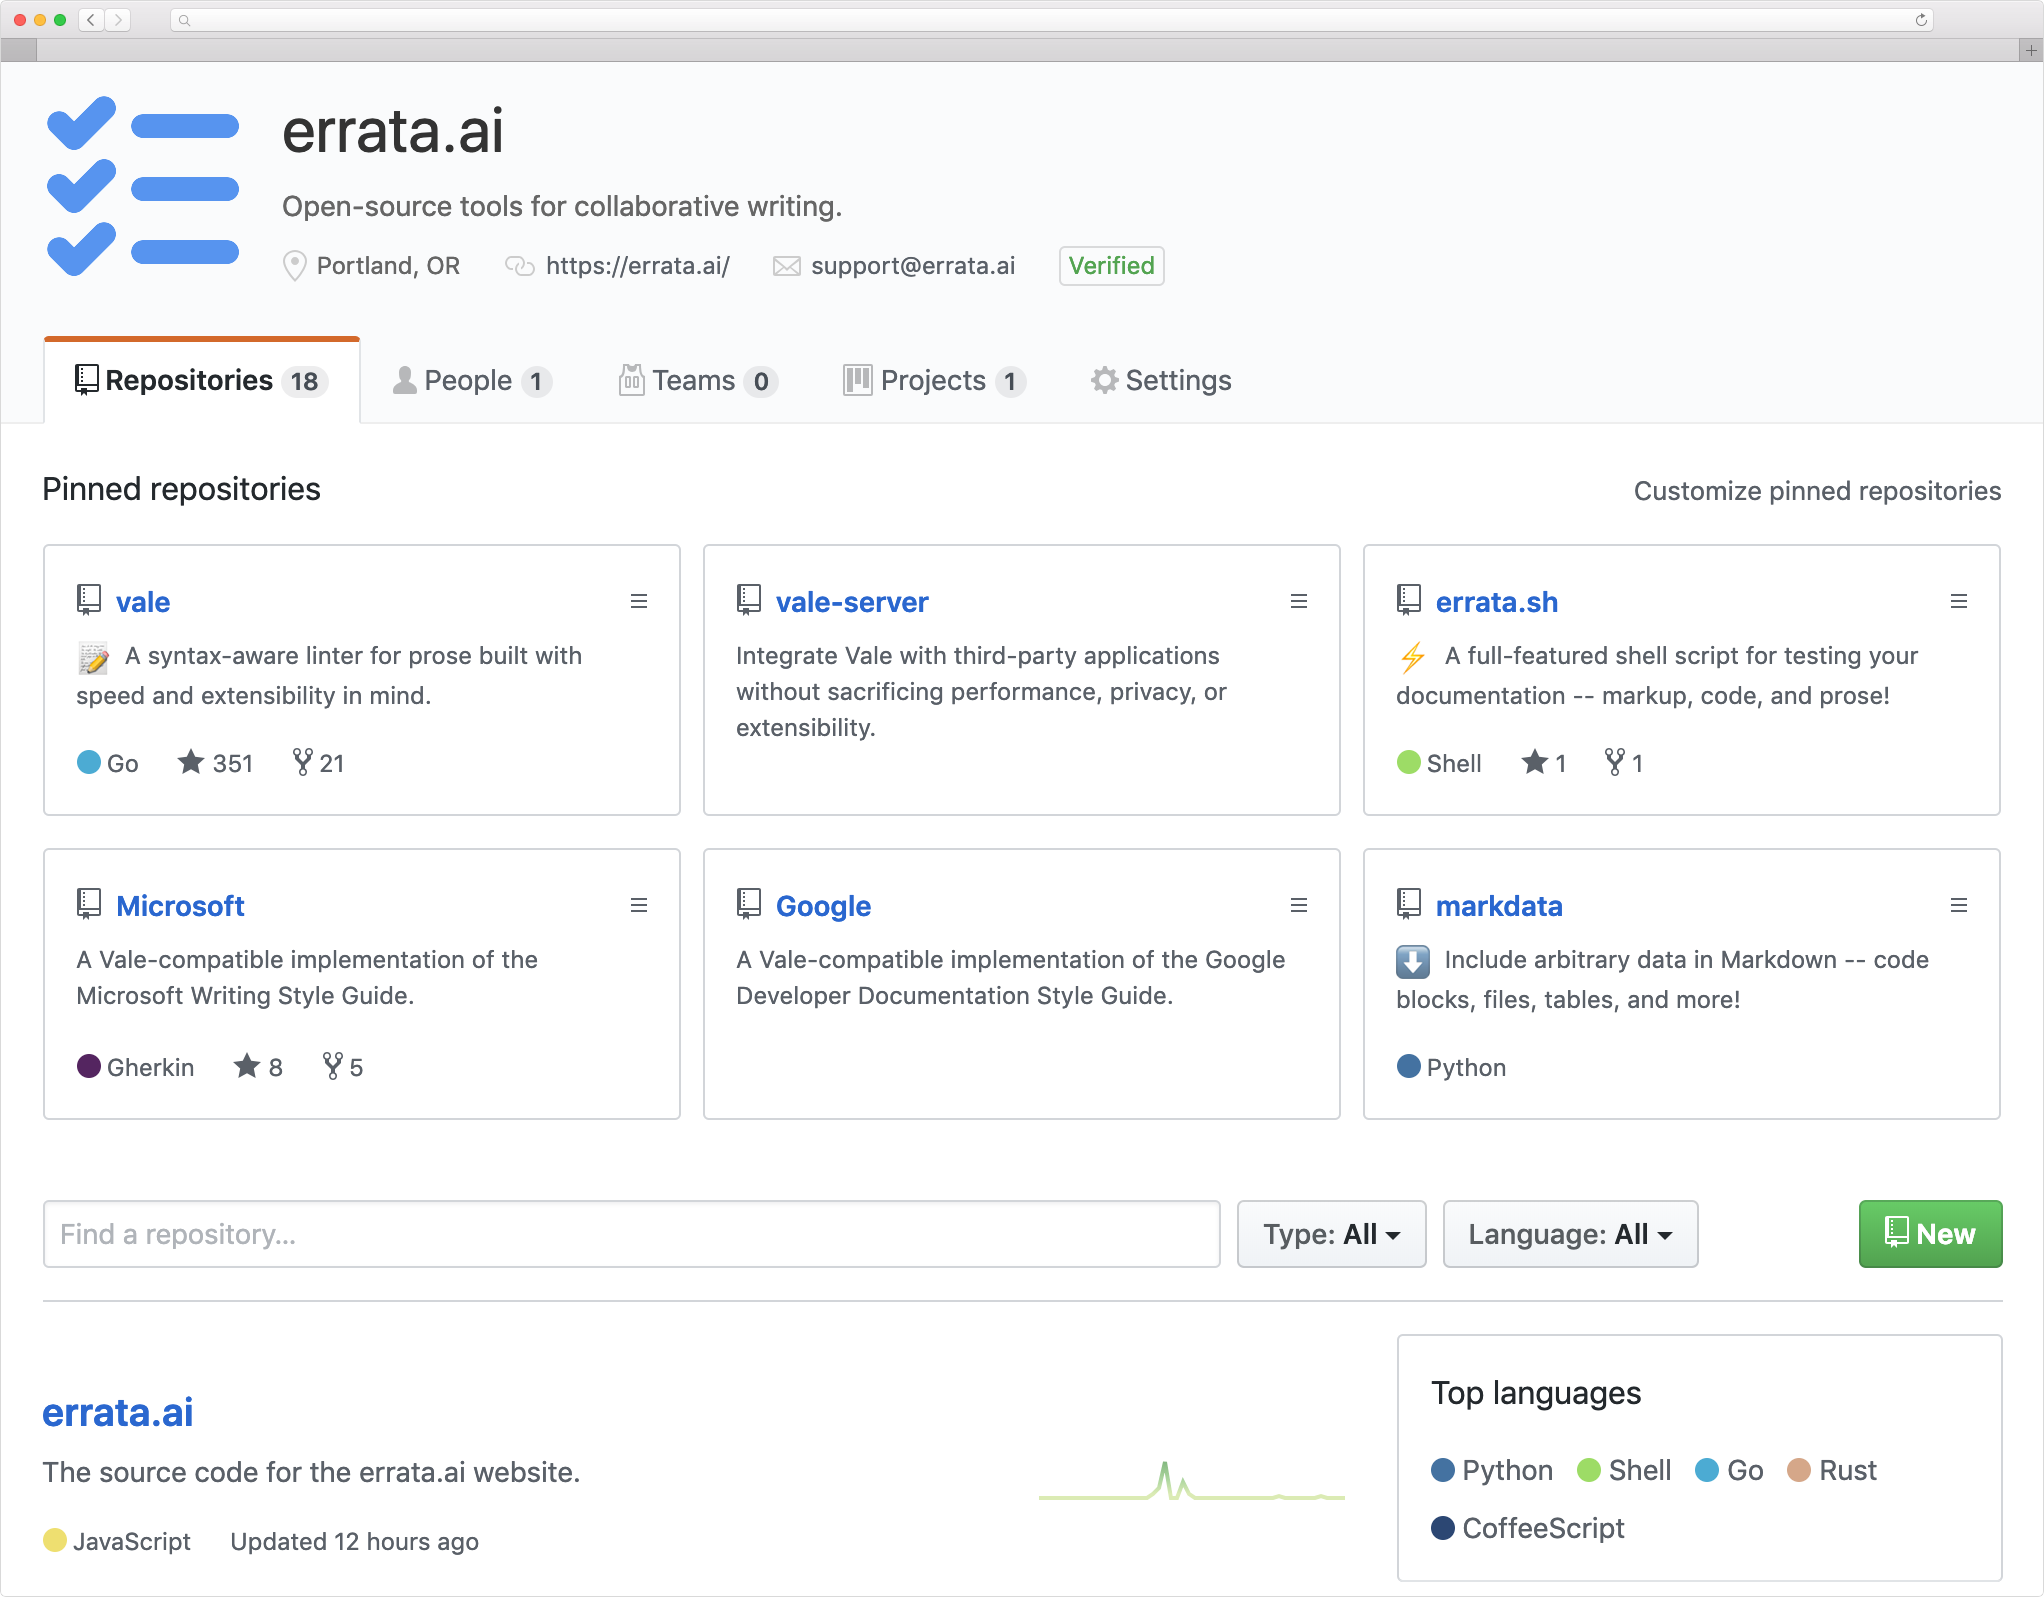 errata.ai
Open-source tools for collaborative writing.
Portland, OR https://errata.ai/ support@errata.ai Verified
Repositories 18 People 1 Teams 0 Projects 1 Settings
Pinned repositories Customize pinned repositories
vale
A syntax-aware linter for prose built with
speed and extensibility in mind.
Go 351 21
vale-server
Integrate Vale with third-party applications
without sacrificing performance, privacy, or
extensibility.
errata.sh
A full-featured shell script for testing your
documentation -- markup, code, and prose!
Shell 1 1
Microsoft
A Vale-compatible implementation of the
Microsoft Writing Style Guide.
Gherkin 8 5
Google
A Vale-compatible implementation of the Google
Developer Documentation Style Guide.
markdata
Include arbitrary data in Markdown -- code
blocks, files, tables, and more!
Python
Find a repository... Type: All Language: All New
errata.ai
The source code for the errata.ai website.
JavaScript Updated 12 hours ago
Top languages
Python Shell Go Rust
CoffeeScript